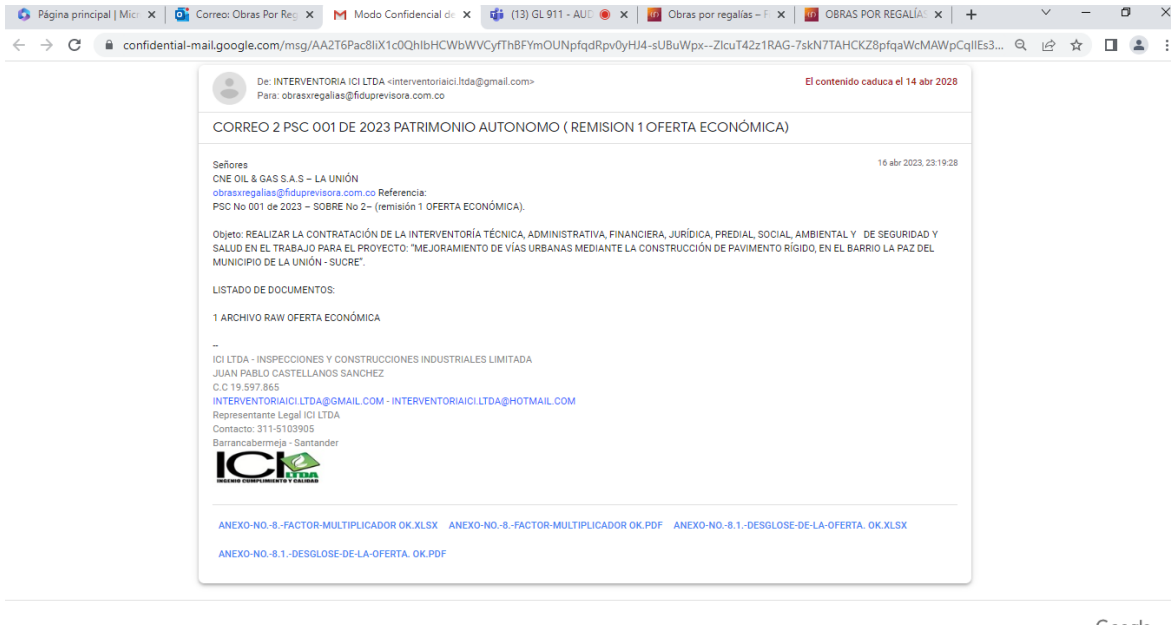 Página principal | Micr
Correo: Obras Por Reg
Modo Confidencial de
(13) GL 911 - AUD
Obras por regalías –
OBRAS POR REGALÍAS
confidential-mail.google.com/msg/AA2T6Pac8IiX1c0QhIbHCWbWVCyfThBFYmOUNpfqdRpv0yHJ4-sUBuWpx--ZIcuT42z1RAG-7skN7TAHCKZ8pfqaWcMAWpCqIIEs3...
De: INTERVENTORIA ICI LTDA <interventoriaici.ltda@gmail.com>
El contenido caduca el 14 abr 2028
Para: obrasxregalias@fiduprevisora.com.co
CORREO 2 PSC 001 DE 2023 PATRIMONIO AUTONOMO ( REMISION 1 OFERTA ECONÓMICA)
Señores
16 abr 2023, 23:19:28
CNE OIL & GAS S.A.S – LA UNIÓN
obrasxregalias@fiduprevisora.com.co Referencia:
PSC No 001 de 2023 – SOBRE No 2– (remisión 1 OFERTA ECONÓMICA).
Objeto: REALIZAR LA CONTRATACIÓN DE LA INTERVENTORÍA TÉCNICA, ADMINISTRATIVA, FINANCIERA, JURÍDICA, PREDIAL, SOCIAL, AMBIENTAL Y DE SEGURIDAD Y
SALUD EN EL TRABAJO PARA EL PROYECTO: “MEJORAMIENTO DE VÍAS URBANAS MEDIANTE LA CONSTRUCCIÓN DE PAVIMENTO RÍGIDO, EN EL BARRIO LA PAZ DEL
MUNICIPIO DE LA UNIÓN - SUCRE”.
LISTADO DE DOCUMENTOS:
1 ARCHIVO RAW OFERTA ECONÓMICA
--
ICI LTDA - INSPECCIONES Y CONSTRUCCIONES INDUSTRIALES LIMITADA
JUAN PABLO CASTELLANOS SANCHEZ
C.C 19.597.865
INTERVENTORIAICI.LTDA@GMAIL.COM - INTERVENTORIAICI.LTDA@HOTMAIL.COM
Representante Legal ICI LTDA
Contacto: 311-5103905
Barrancabermeja - Santander
ICI LTDA
INGENIO CUMPLIMIENTO Y CALIDAD
ANEXO-NO.-8.-FACTOR-MULTIPLICADOR OK.XLSX ANEXO-NO.-8.-FACTOR-MULTIPLICADOR OK.PDF ANEXO-NO.-8.1.-DESGLOSE-DE-LA-OFERTA. OK.XLSX
ANEXO-NO.-8.1.-DESGLOSE-DE-LA-OFERTA. OK.PDF